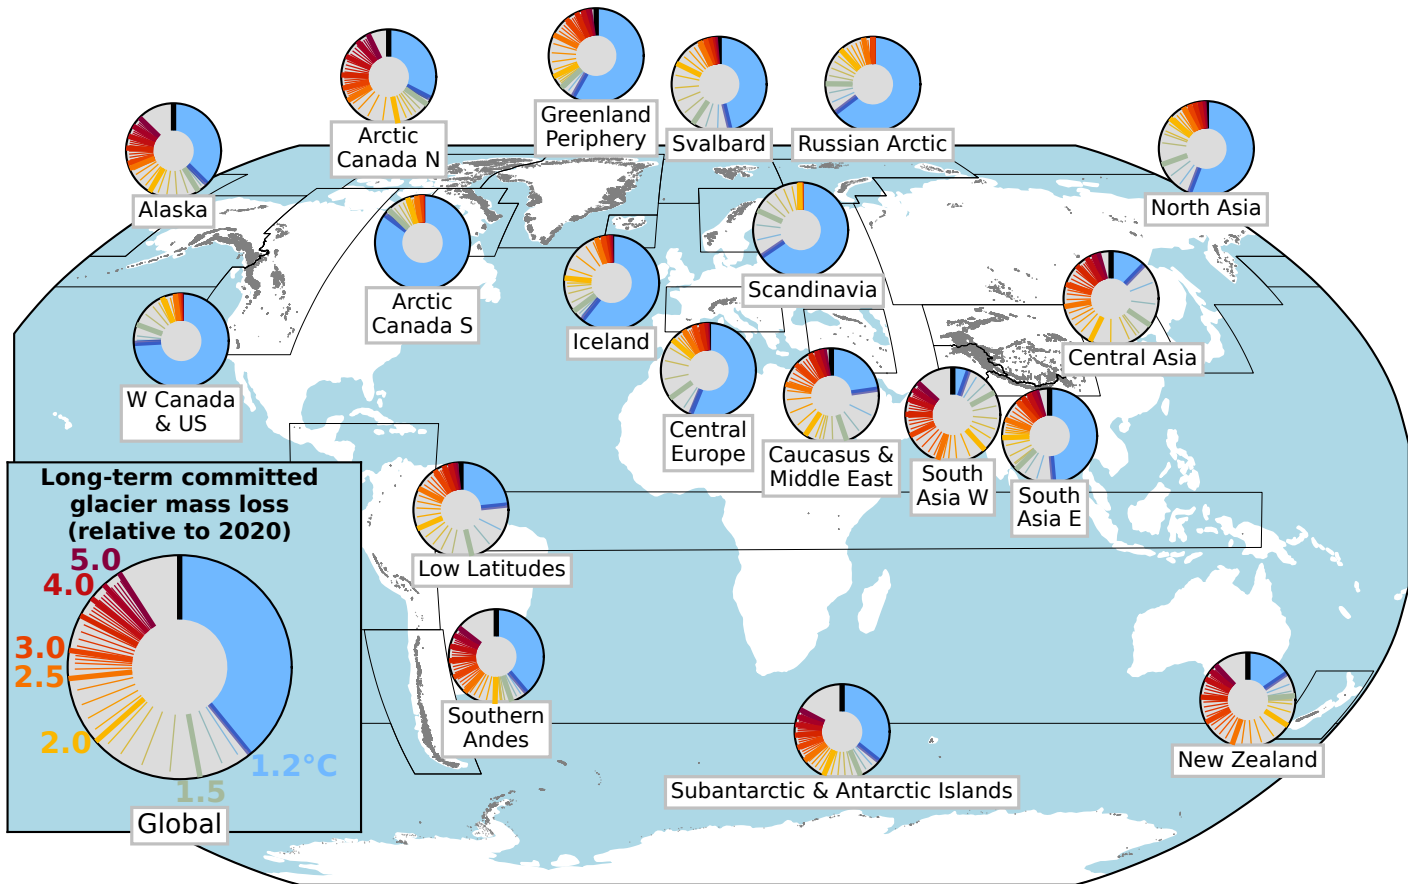 Greenland
Periphery
Arctic
Canada N
Svalbard
Russian Arctic
Alaska
North Asia
Arctic
Canada S
Scandinavia
Iceland
Central Asia
W Canada
& US
Central
Europe
Caucasus &
Middle East
South
Asia W
South
Asia E
Long-term committed
glacier mass loss
(relative to 2020)
5.0
4.0
3.0
2.5
2.0
1.2°C
1.5
Global
Low Latitudes
Southern
Andes
New Zealand
Subantarctic & Antarctic Islands